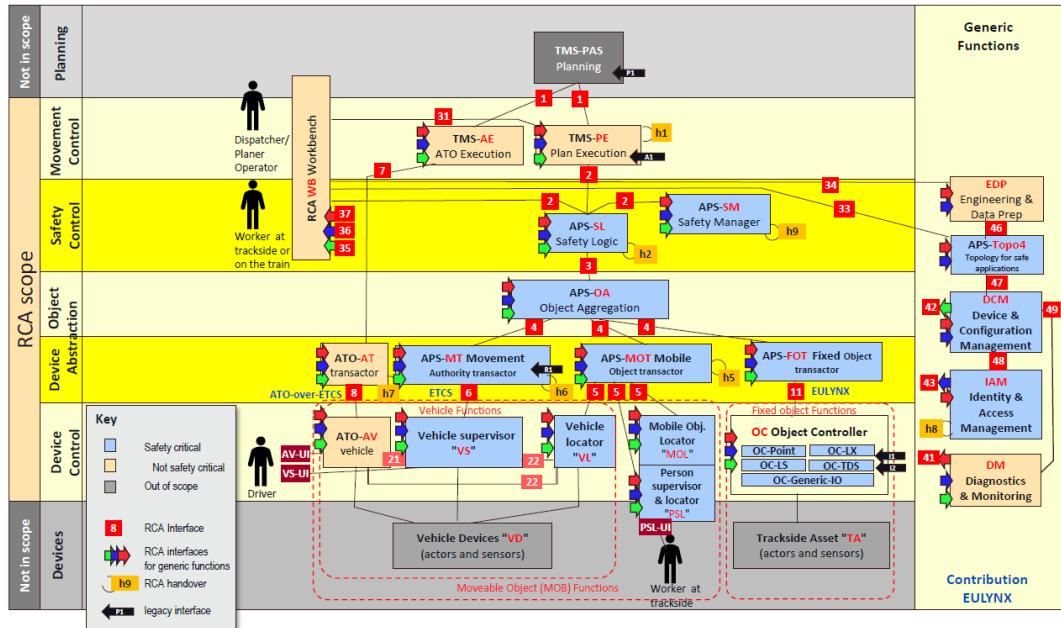 Not in scope
Planning
TMS-PAS
Planning
P1
Generic
Functions
RCA scope
Movement
Control
Dispatcher/
Planer
Operator
RCA WB Workbench
1
1
31
TMS-AE
ATO Execution
TMS-PE
Plan Execution
h1
A1
7
2
Safety
Control
Worker at
trackside or
on the train
37
36
35
2
2
APS-SL
Safety Logic
h2
APS-SM
Safety Manager
h9
34
33
3
EDP
Engineering &
Data Prep
46
APS-Topo4
Topology for safe
applications
47
Object
Abstraction
APS-OA
Object Aggregation
4
4
4
42
DCM
Device &
Configuration
Management
49
48
Device
ATO-AT
transactor
APS-MT Movement
Authority transactor
R1
APS-MOT Mobile
Object transactor
h5
APS-FOT Fixed Object
transactor
ATO-over-ETCS
8
h7
ETCS
6
h6
5
5
5
11
EULYNX
43
IAM
Identity &
Access
Management
h8
Device
Control
Vehicle Functions
Fixed object Functions
ATO-AV
vehicle
Vehicle supervisor
"VS"
Vehicle
locator
"VL"
Mobile Obj.
Locator
"MOL"
Person
supervisor
& locator
"PSL"
OC Object Controller
OC-Point
OC-LX
OC-LS
OC-TDS
OC-Generic-IO
I1
I2
AV-UI
VS-UI
Driver
21
22
22
41
DM
Diagnostics
& Monitoring
Not in scope
Devices
Vehicle Devices "VD"
(actors and sensors)
PSL-UI
Worker at
trackside
Trackside Asset "TA"
(actors and sensors)
Moveable Object (MOB) Functions
Contribution
EULYNX
Key
Safety critical
Not safety critical
Out of scope
8
RCA Interface
RCA interfaces
for generic functions
h9
RCA handover
P1
legacy interface